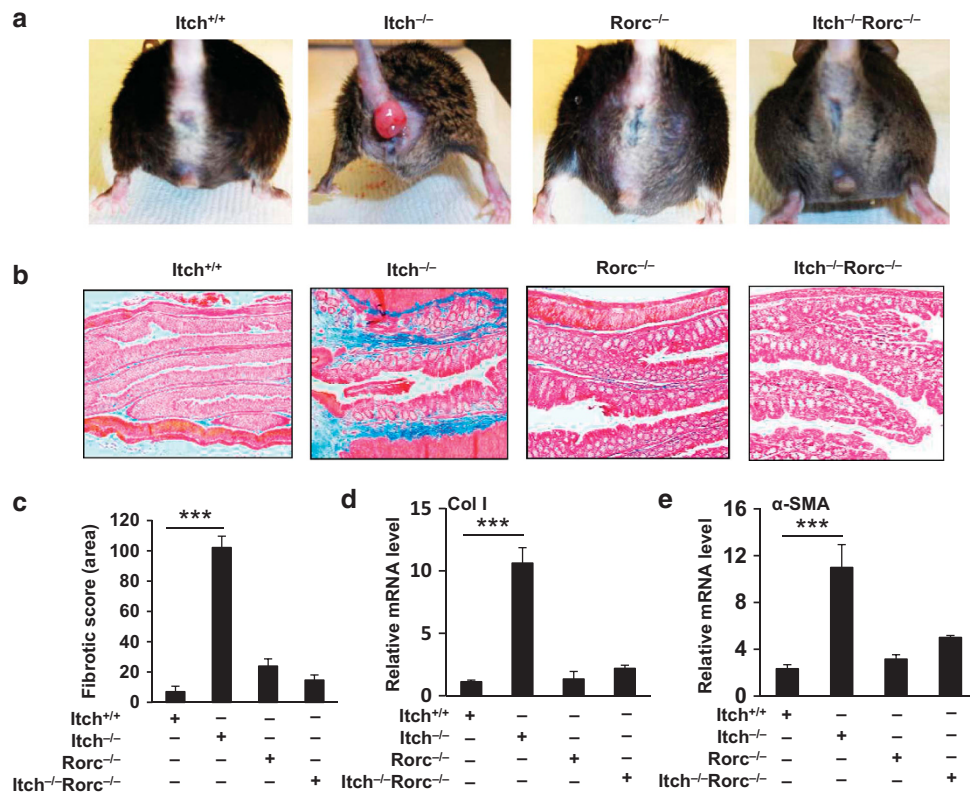 a
Itch+/+ Itch–/– Rorc–/– Itch–/–Rorc–/–
b
Itch+/+ Itch–/– Rorc–/– Itch–/–Rorc–/–
c
Fibrotic score (area)
120
100
80
60
40
20
0
***
Itch+/+ + – – –
Itch–/– – + – –
Rorc–/– – – + –
Itch–/–Rorc–/– – – – +
d
Col I
Relative mRNA level
15
10
5
0
***
Itch+/+ + – – –
Itch–/– – + – –
Rorc–/– – – + –
Itch–/–Rorc–/– – – – +
e
α-SMA
Relative mRNA level
16
12
8
4
0
***
Itch+/+ + – – –
Itch–/– – + – –
Rorc–/– – – + –
Itch–/–Rorc–/– – – – +